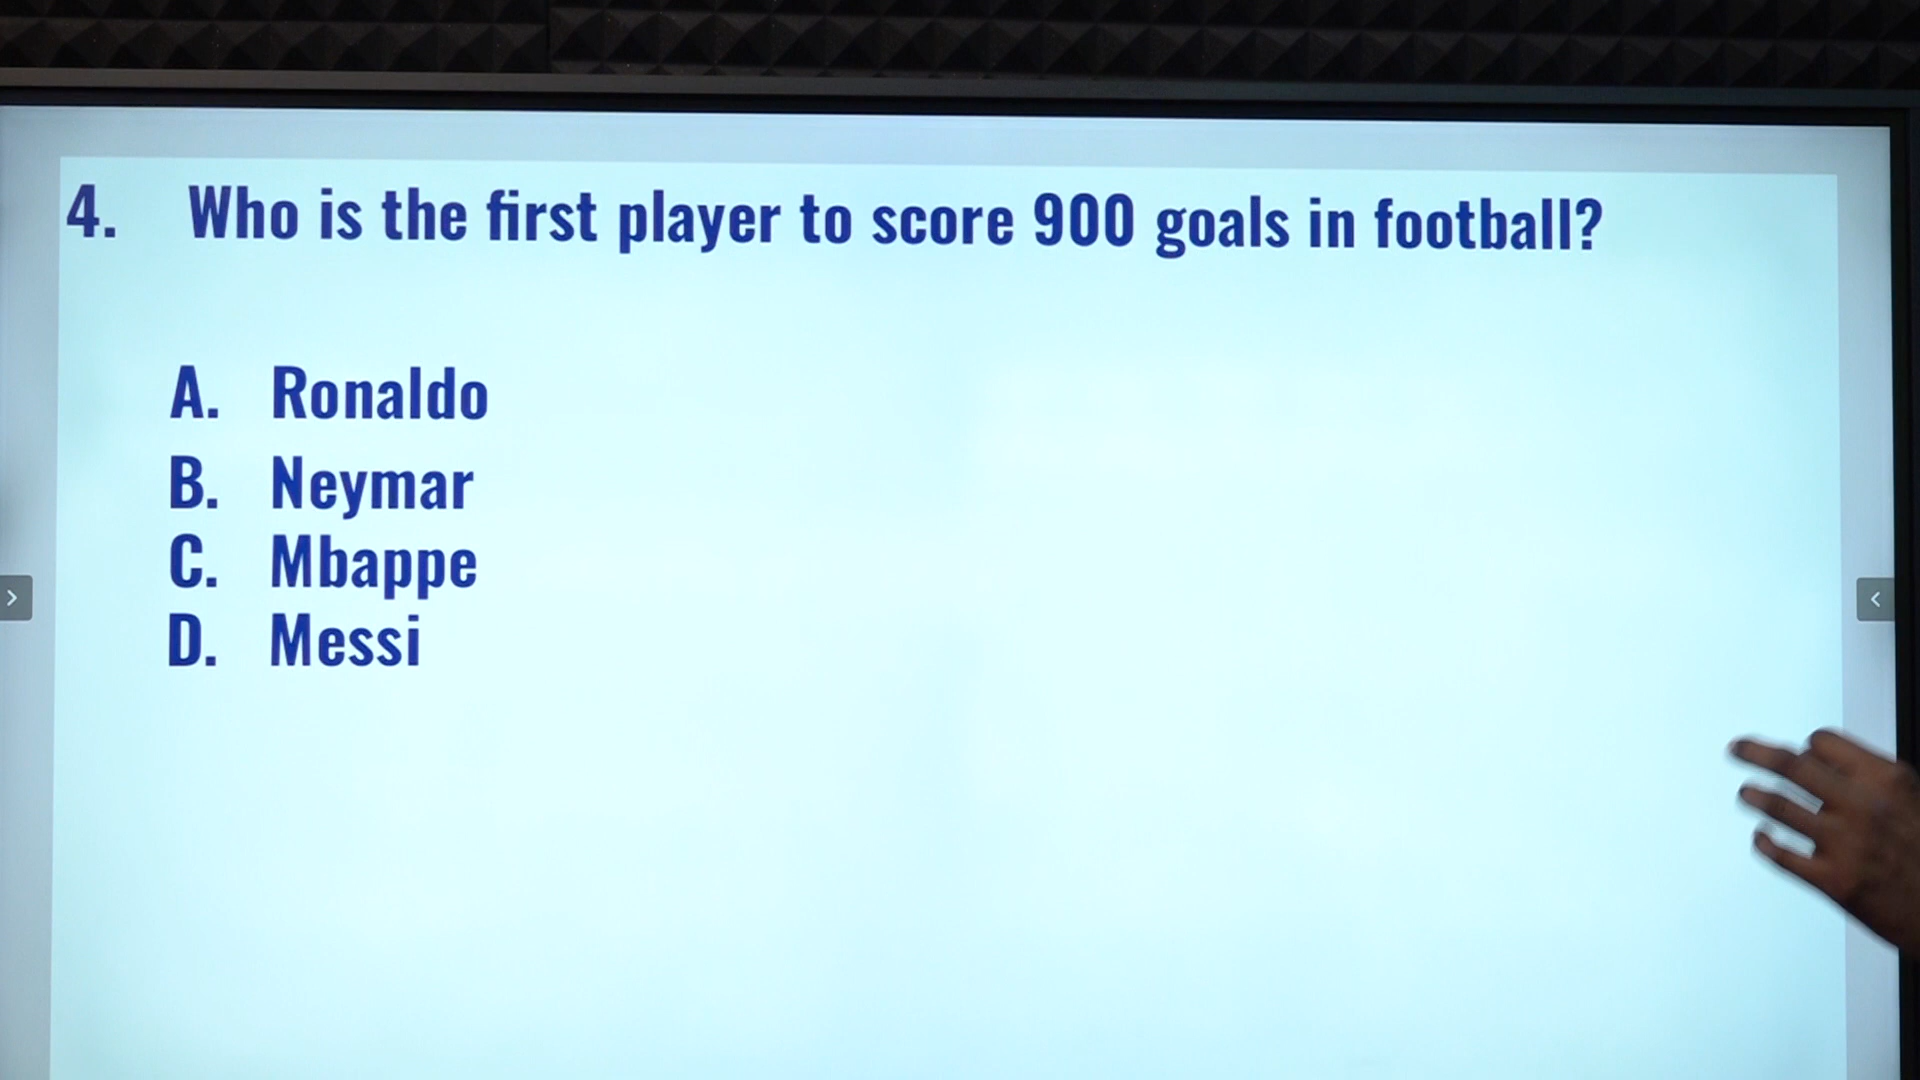 4. Who is the first player to score 900 goals in football?
A. Ronaldo
B. Neymar
C. Mbappe
D. Messi